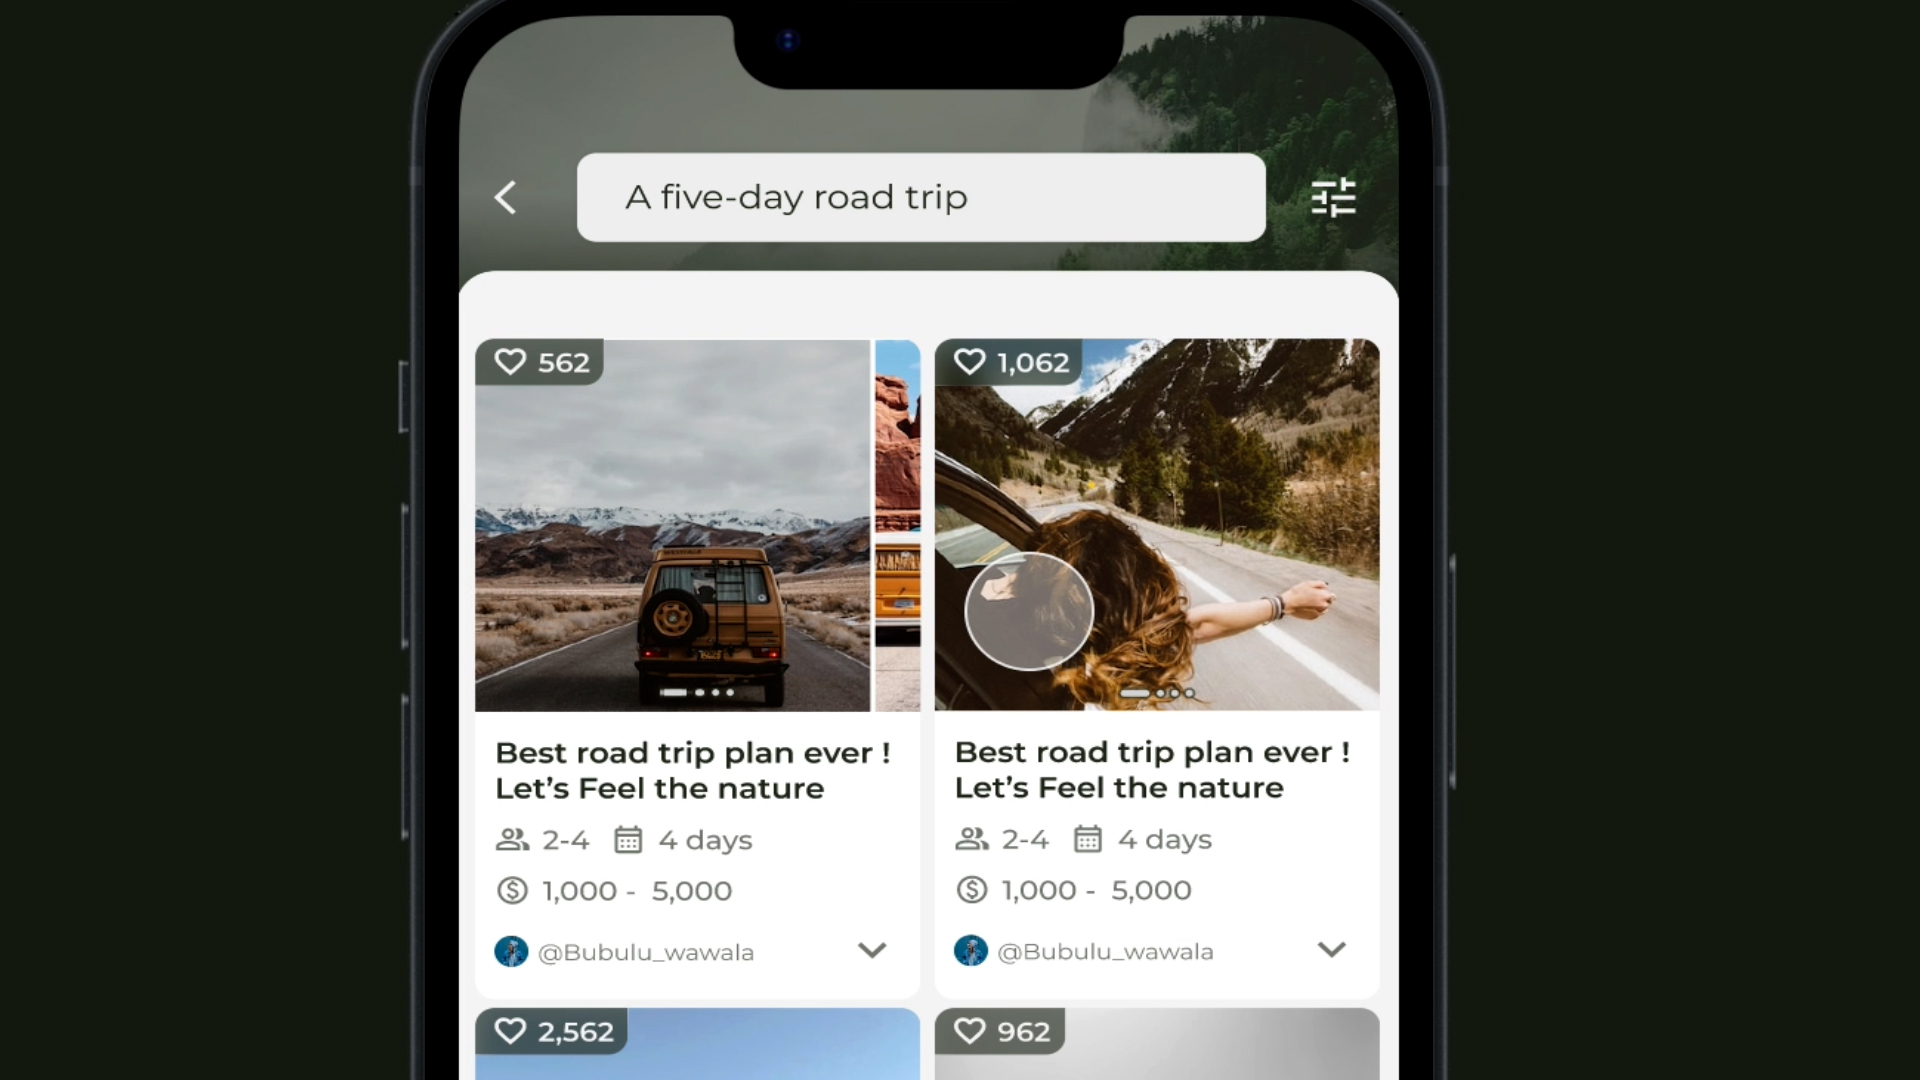 A five-day road trip
562
1,062
Best road trip plan ever !
Let’s Feel the nature
2-4 4 days
1,000 - 5,000
@Bubulu_wawala
Best road trip plan ever !
Let’s Feel the nature
2-4 4 days
1,000 - 5,000
@Bubulu_wawala
2,562
962